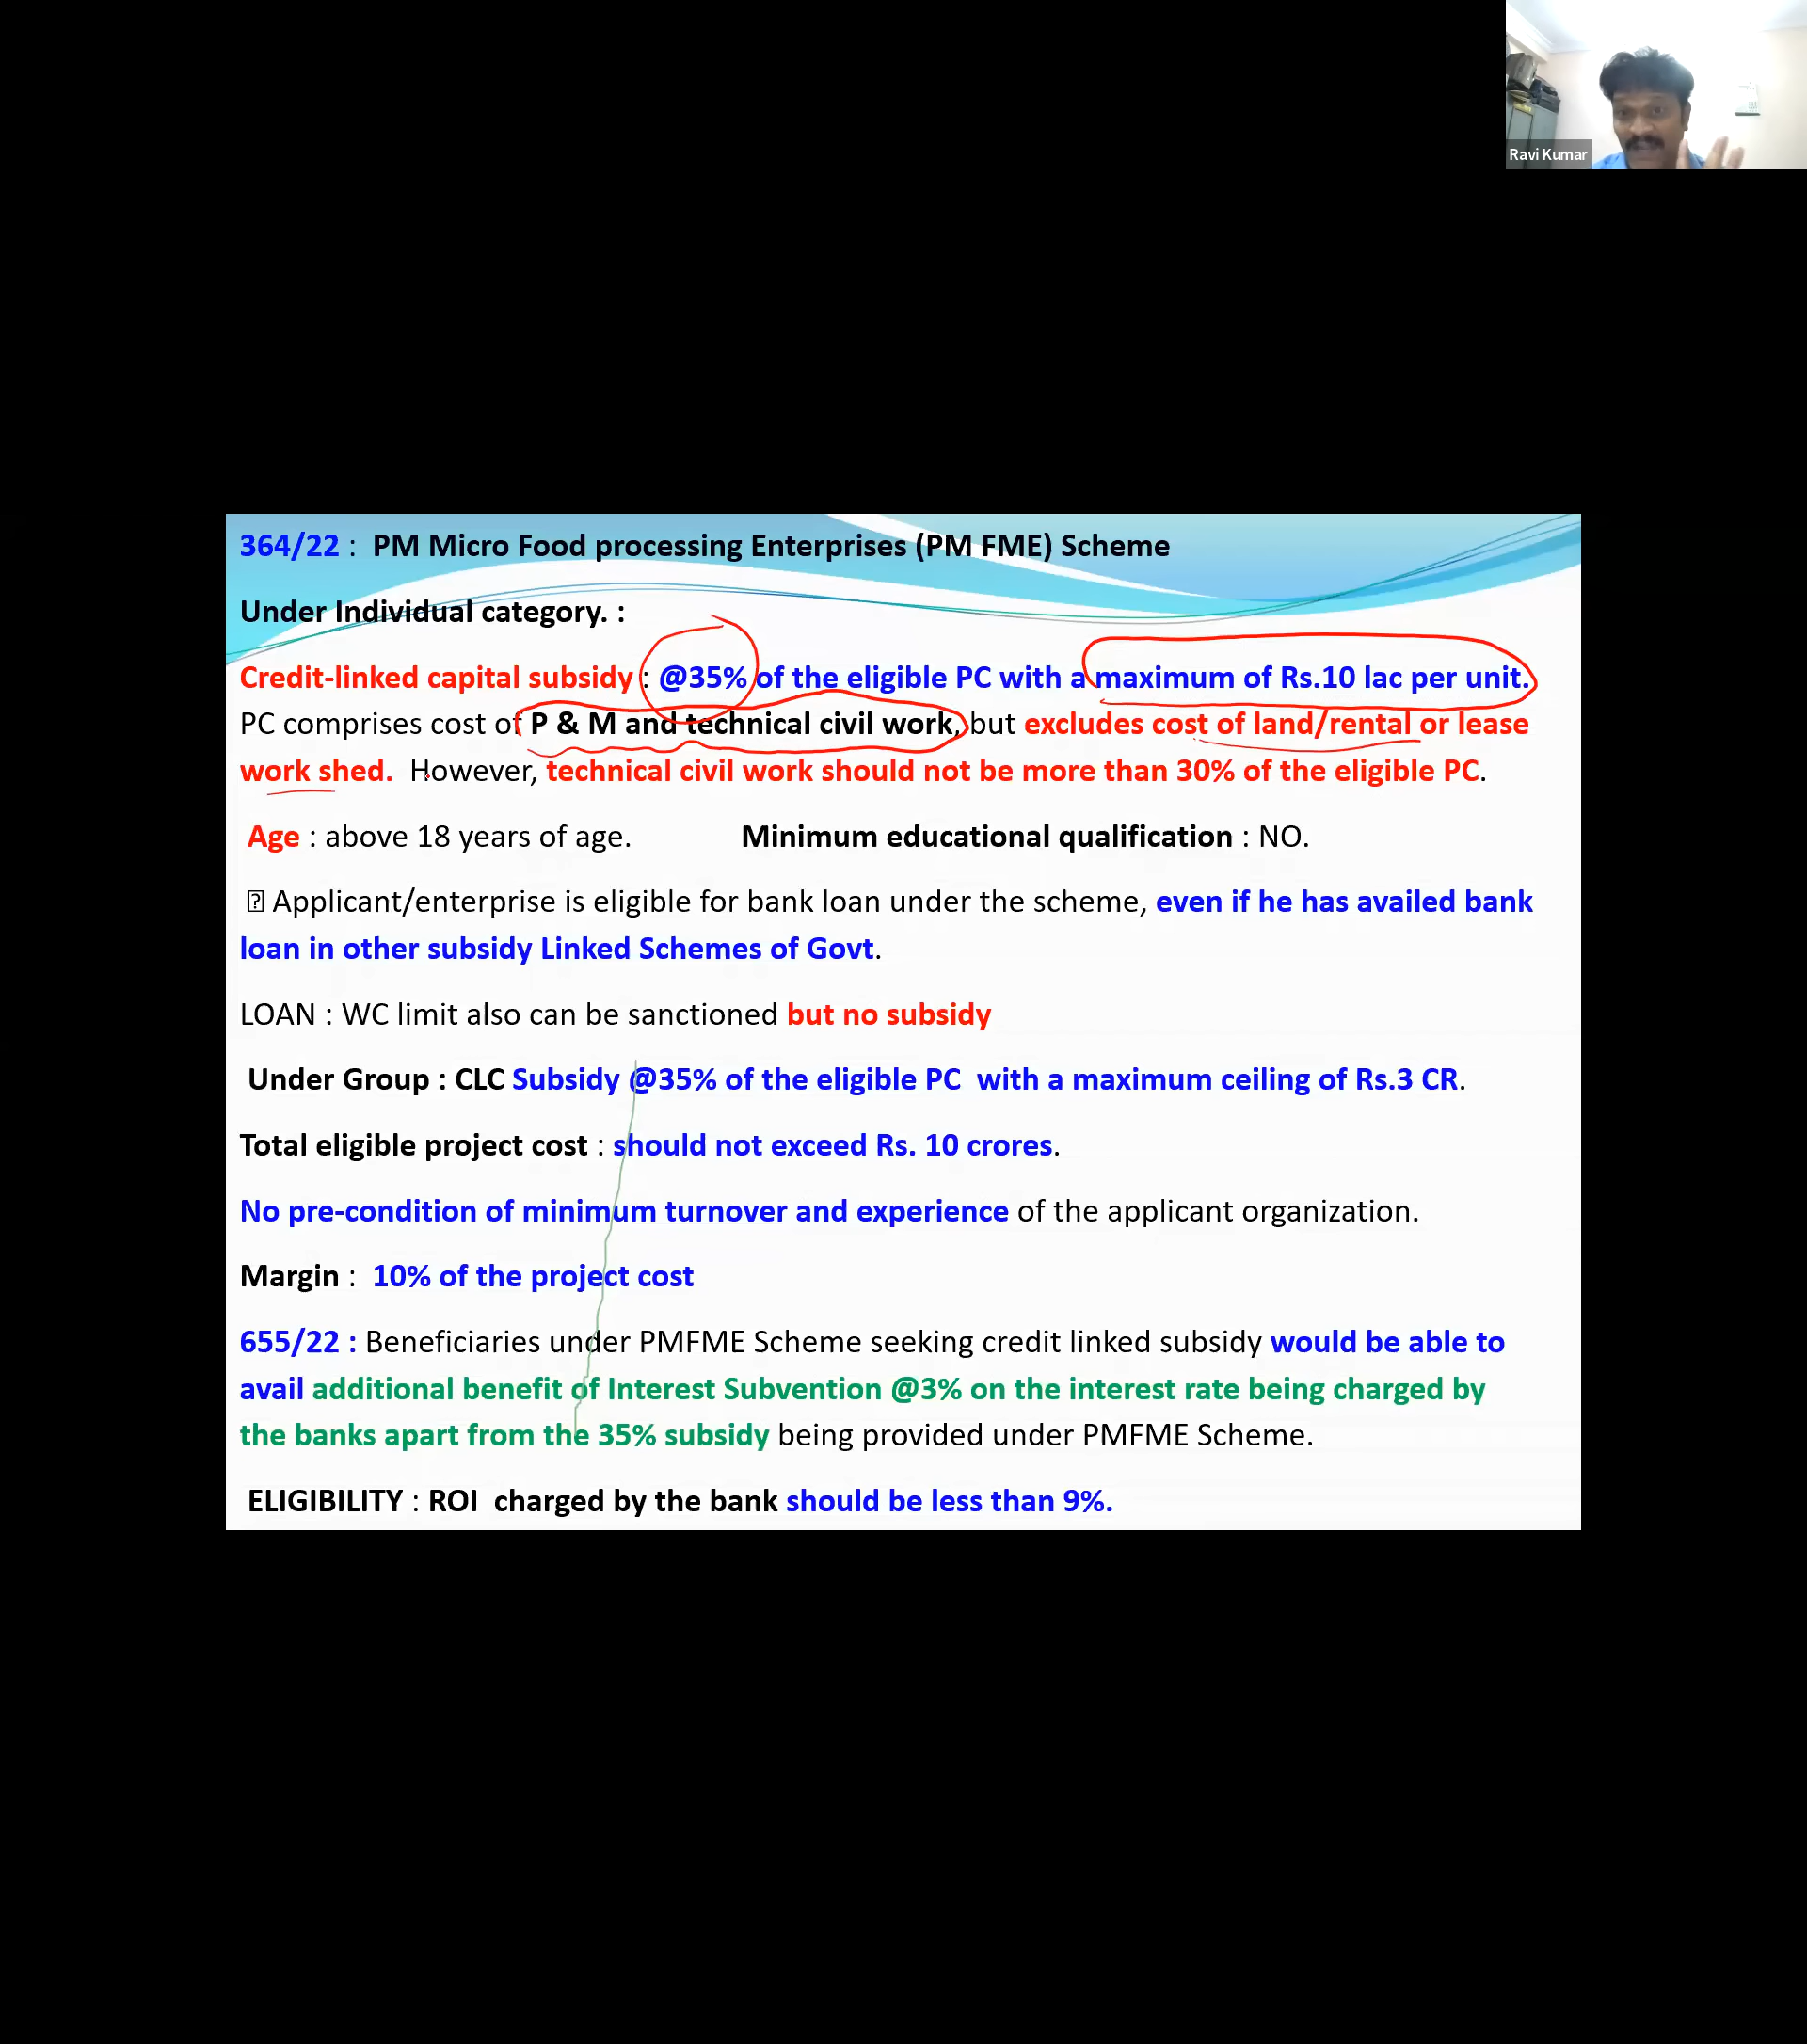 Ravi Kumar
364/22 : PM Micro Food processing Enterprises (PM FME) Scheme
Under Individual category. :
Credit-linked capital subsidy : @35% of the eligible PC with a maximum of Rs.10 lac per unit.
PC comprises cost of P & M and technical civil work, but excludes cost of land/rental or lease
work shed. However, technical civil work should not be more than 30% of the eligible PC.
Age : above 18 years of age. Minimum educational qualification : NO.
Applicant/enterprise is eligible for bank loan under the scheme, even if he has availed bank
loan in other subsidy Linked Schemes of Govt.
LOAN : WC limit also can be sanctioned but no subsidy
Under Group : CLC Subsidy @35% of the eligible PC with a maximum ceiling of Rs.3 CR.
Total eligible project cost : should not exceed Rs. 10 crores.
No pre-condition of minimum turnover and experience of the applicant organization.
Margin : 10% of the project cost
655/22 : Beneficiaries under PMFME Scheme seeking credit linked subsidy would be able to
avail additional benefit of Interest Subvention @3% on the interest rate being charged by
the banks apart from the 35% subsidy being provided under PMFME Scheme.
ELIGIBILITY : ROI charged by the bank should be less than 9%.